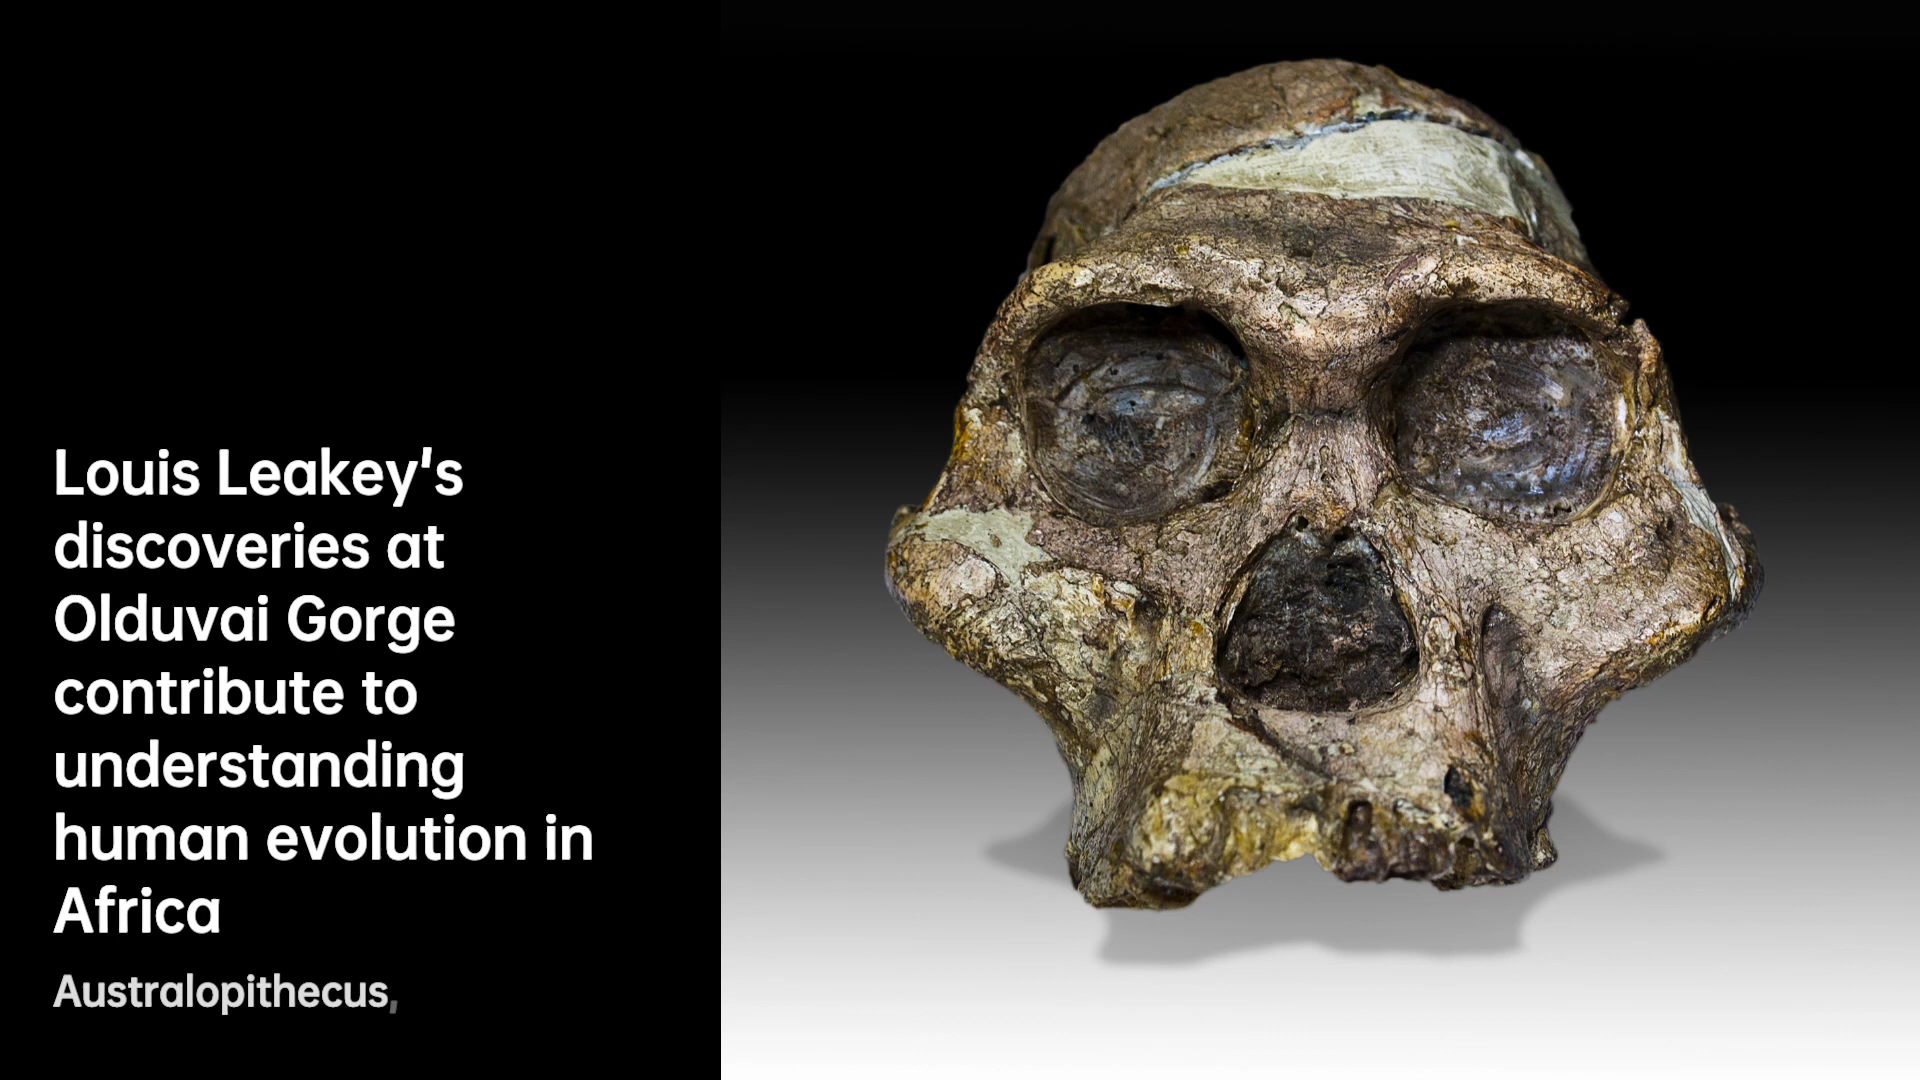 Louis Leakey's
discoveries at
Olduvai Gorge
contribute to
understanding
human evolution in
Africa
Australopithecus,